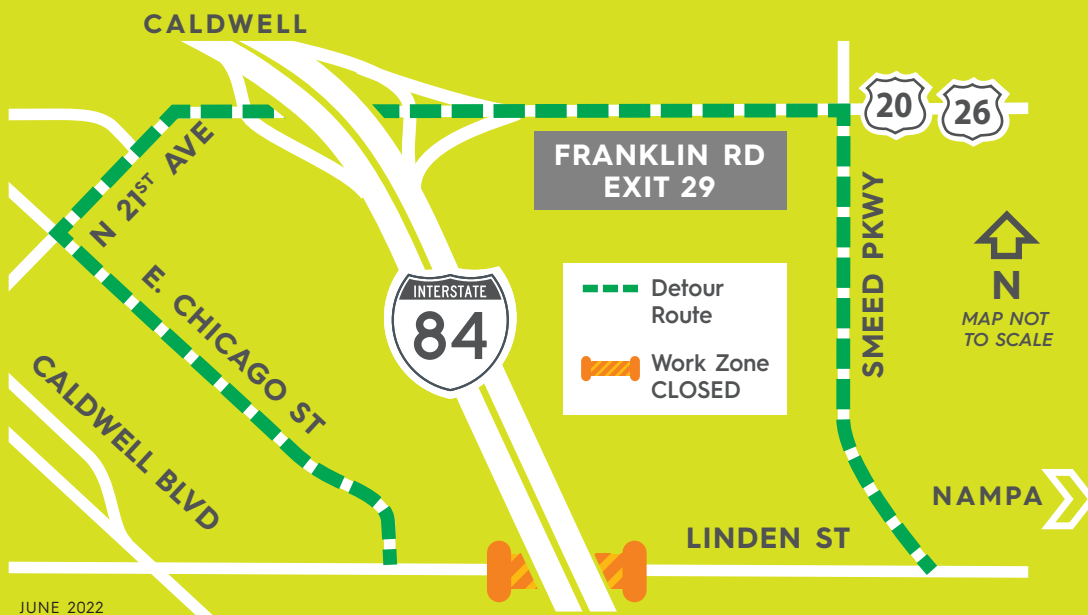 CALDWELL
20
26
FRANKLIN RD
EXIT 29
N 21ST AVE
SMEED PKWY
N
MAP NOT
TO SCALE
E. CHICAGO ST
INTERSTATE
84
Detour
Route
Work Zone
CLOSED
CALDWELL BLVD
NAMPA
LINDEN ST
JUNE 2022